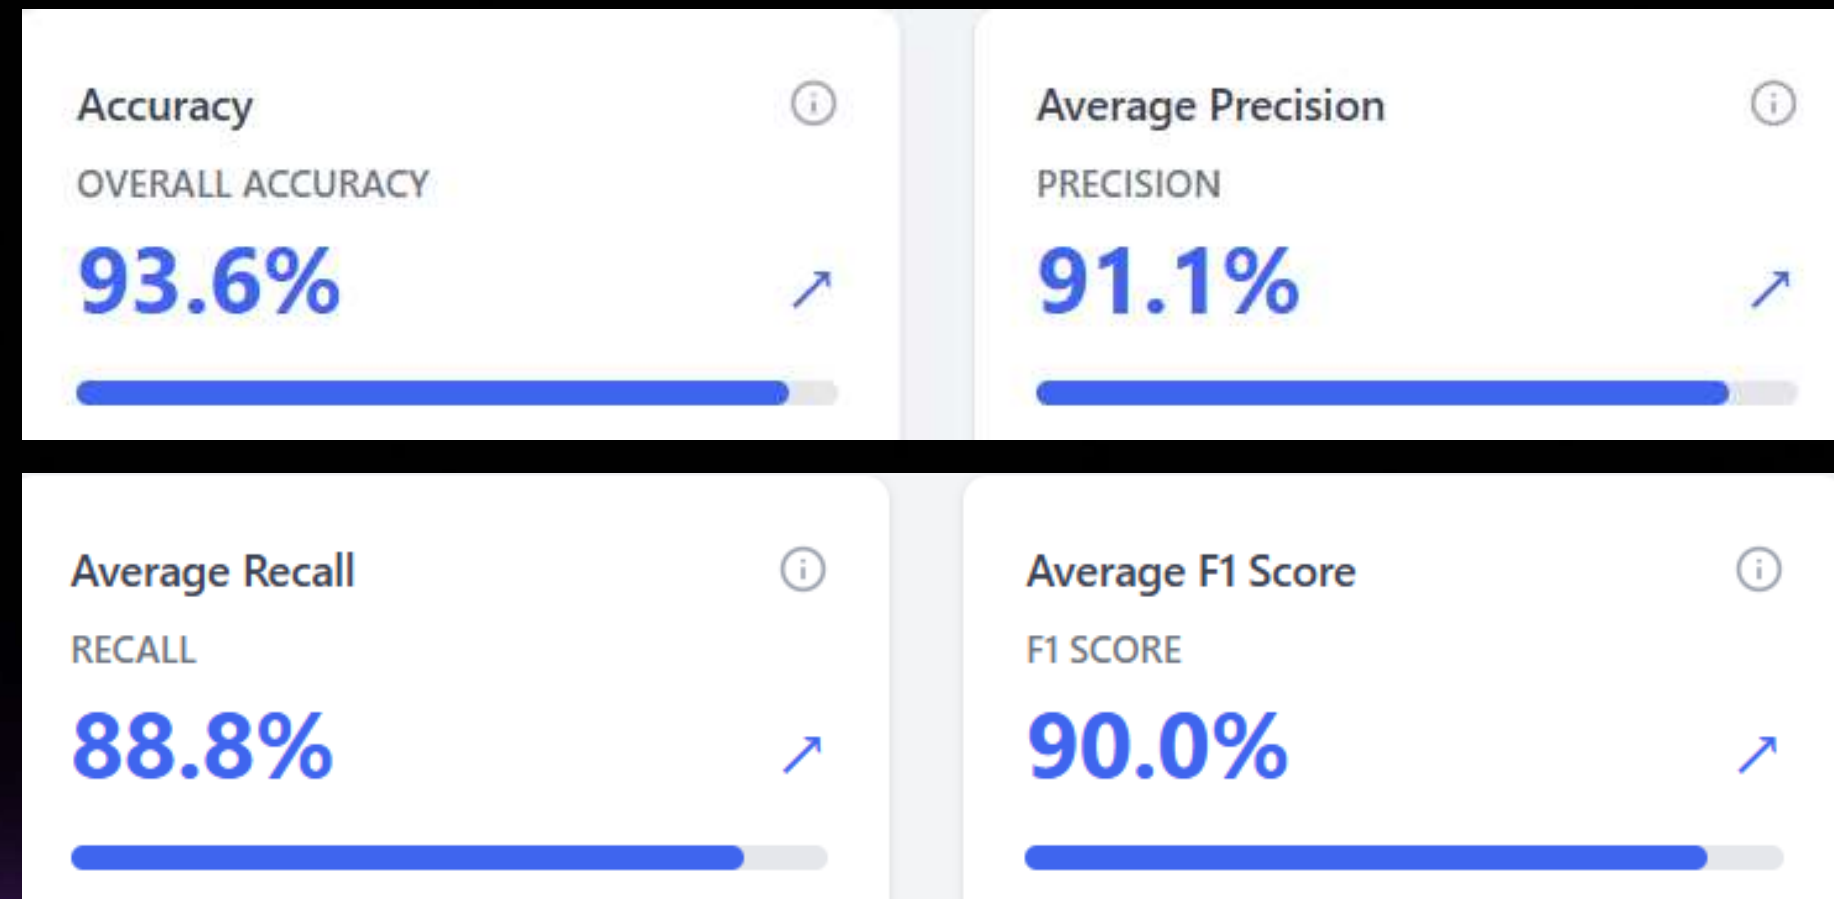 Accuracy
OVERALL ACCURACY
93.6%
Average Precision
PRECISION
91.1%
Average Recall
RECALL
88.8%
Average F1 Score
F1 SCORE
90.0%